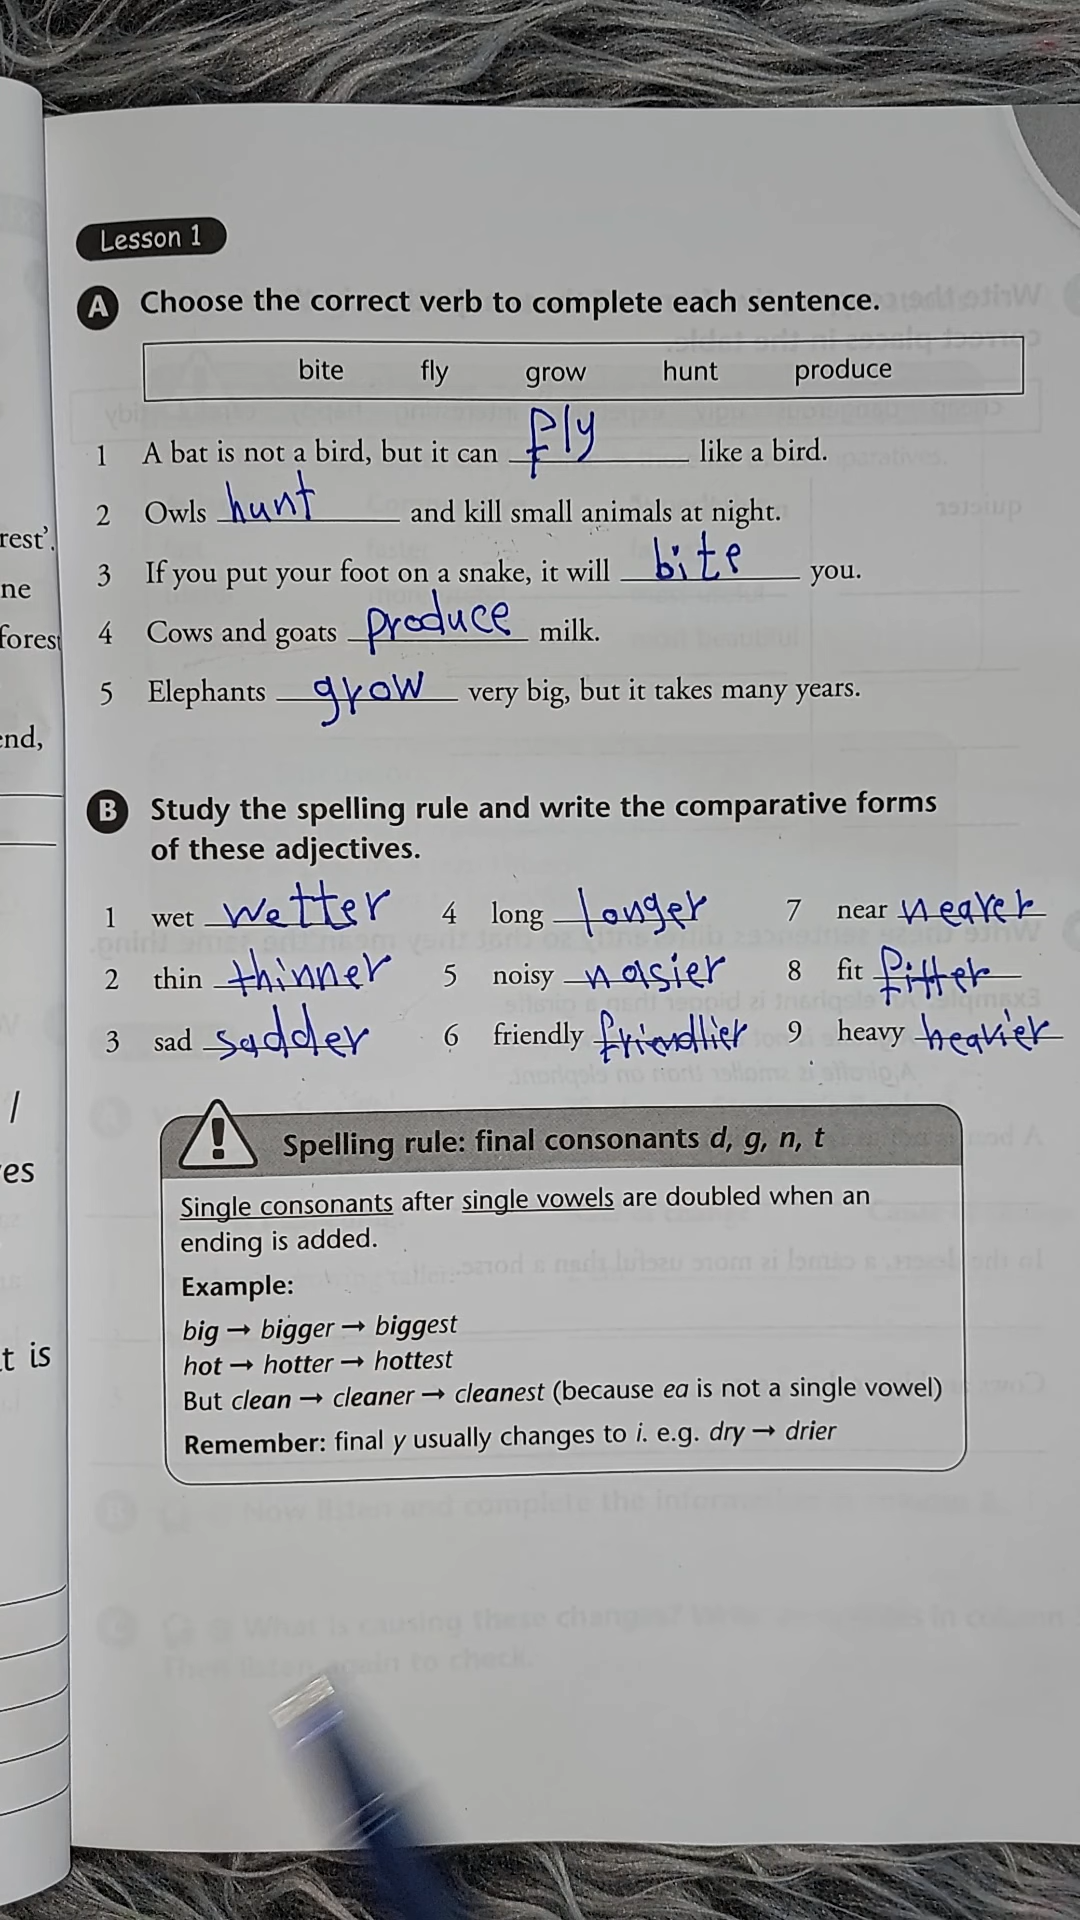 Lesson 1
A Choose the correct verb to complete each sentence.
bite fly grow hunt produce
1 A bat is not a bird, but it can fly like a bird.
2 Owls hunt and kill small animals at night.
3 If you put your foot on a snake, it will bite you.
4 Cows and goats produce milk.
5 Elephants grow very big, but it takes many years.
B Study the spelling rule and write the comparative forms
of these adjectives.
1 wet wetter 4 long longer 7 near nearer
2 thin thinner 5 noisy noisier 8 fit fitter
3 sad sadder 6 friendly friendlier 9 heavy heavier
! Spelling rule: final consonants d, g, n, t
Single consonants after single vowels are doubled when an
ending is added.
Example:
big → bigger → biggest
hot → hotter → hottest
But clean → cleaner → cleanest (because ea is not a single vowel)
Remember: final y usually changes to i. e.g. dry → drier
rest'.
ne
forest
end,
/
es
t is